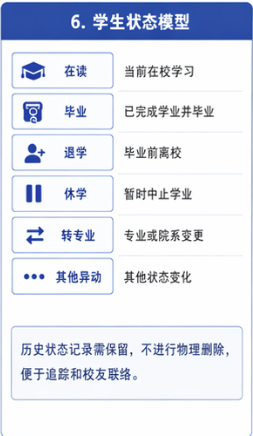 6. 学生状态模型
在读 当前在校学习
毕业 已完成学业并毕业
退学 毕业前离校
休学 暂时中止学业
转专业 专业或院系变更
其他异动 其他状态变化
历史状态记录需保留，不进行物理删除，
便于追踪和校友联络。